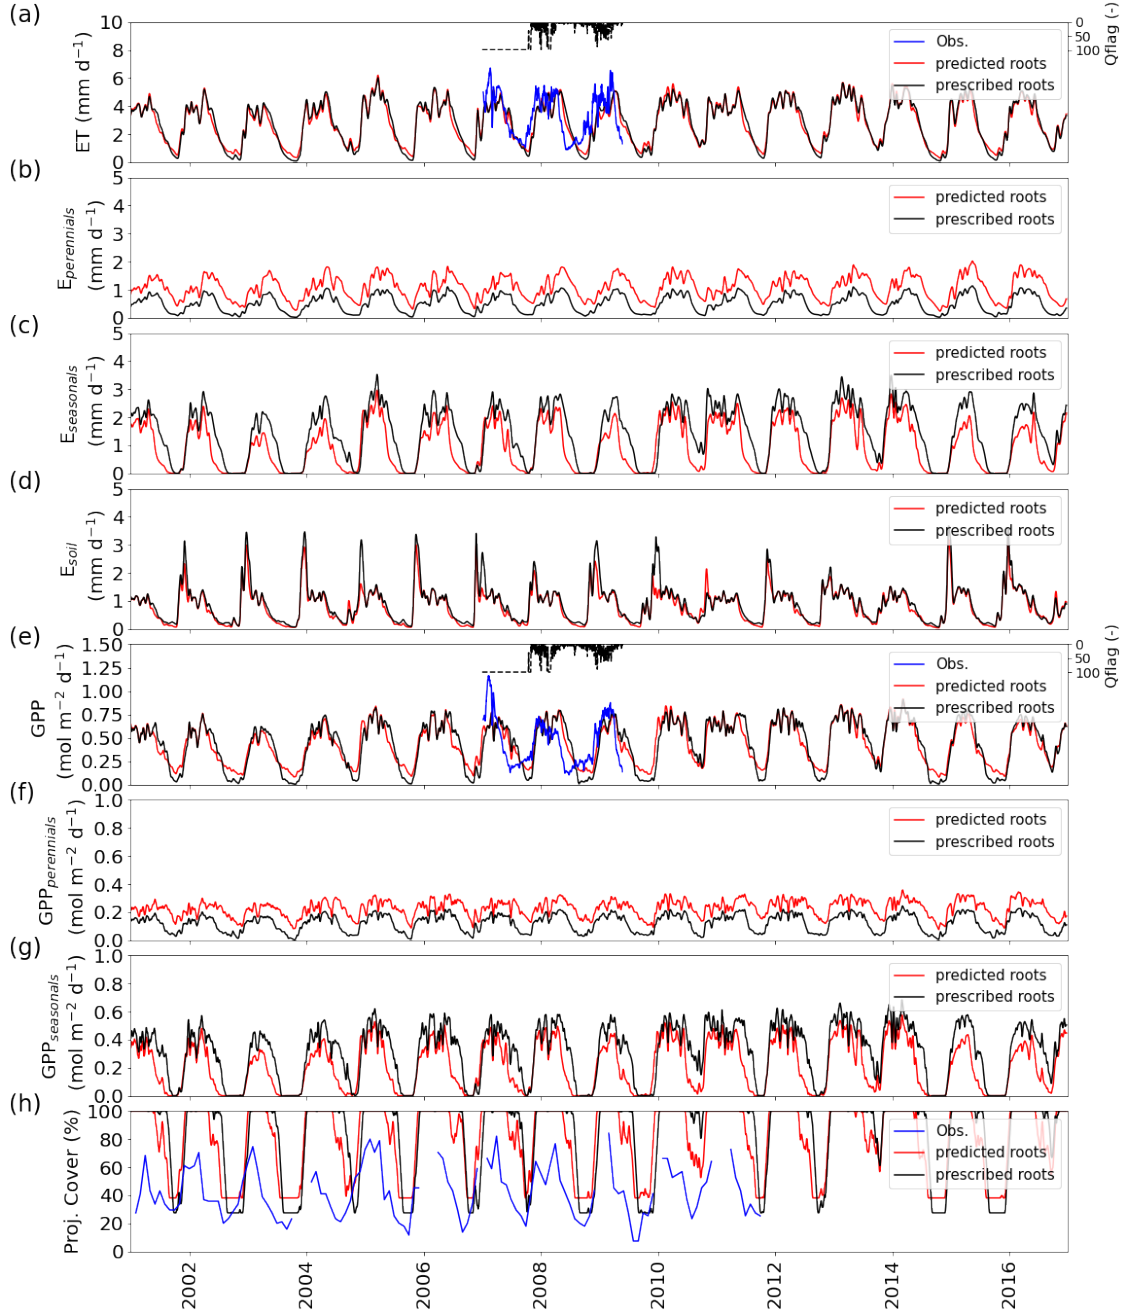 (a)
10
8
6
4
2
0
ET (mm d⁻¹)
0
50
100
Qflag (-)
Obs.
predicted roots
prescribed roots
(b)
5
4
3
2
1
0
E_perennials
(mm d⁻¹)
predicted roots
prescribed roots
(c)
5
4
3
2
1
0
E_seasonals
(mm d⁻¹)
predicted roots
prescribed roots
(d)
5
4
3
2
1
0
E_soil
(mm d⁻¹)
predicted roots
prescribed roots
(e)
1.50
1.25
1.00
0.75
0.50
0.25
0.00
GPP
(mol m⁻² d⁻¹)
0
50
100
Qflag (-)
Obs.
predicted roots
prescribed roots
(f)
1.0
0.8
0.6
0.4
0.2
0.0
GPP_perennials
(mol m⁻² d⁻¹)
predicted roots
prescribed roots
(g)
1.0
0.8
0.6
0.4
0.2
0.0
GPP_seasonals
(mol m⁻² d⁻¹)
predicted roots
prescribed roots
(h)
100
80
60
40
20
0
Proj. Cover (%)
Obs.
predicted roots
prescribed roots
2002
2004
2006
2008
2010
2012
2014
2016